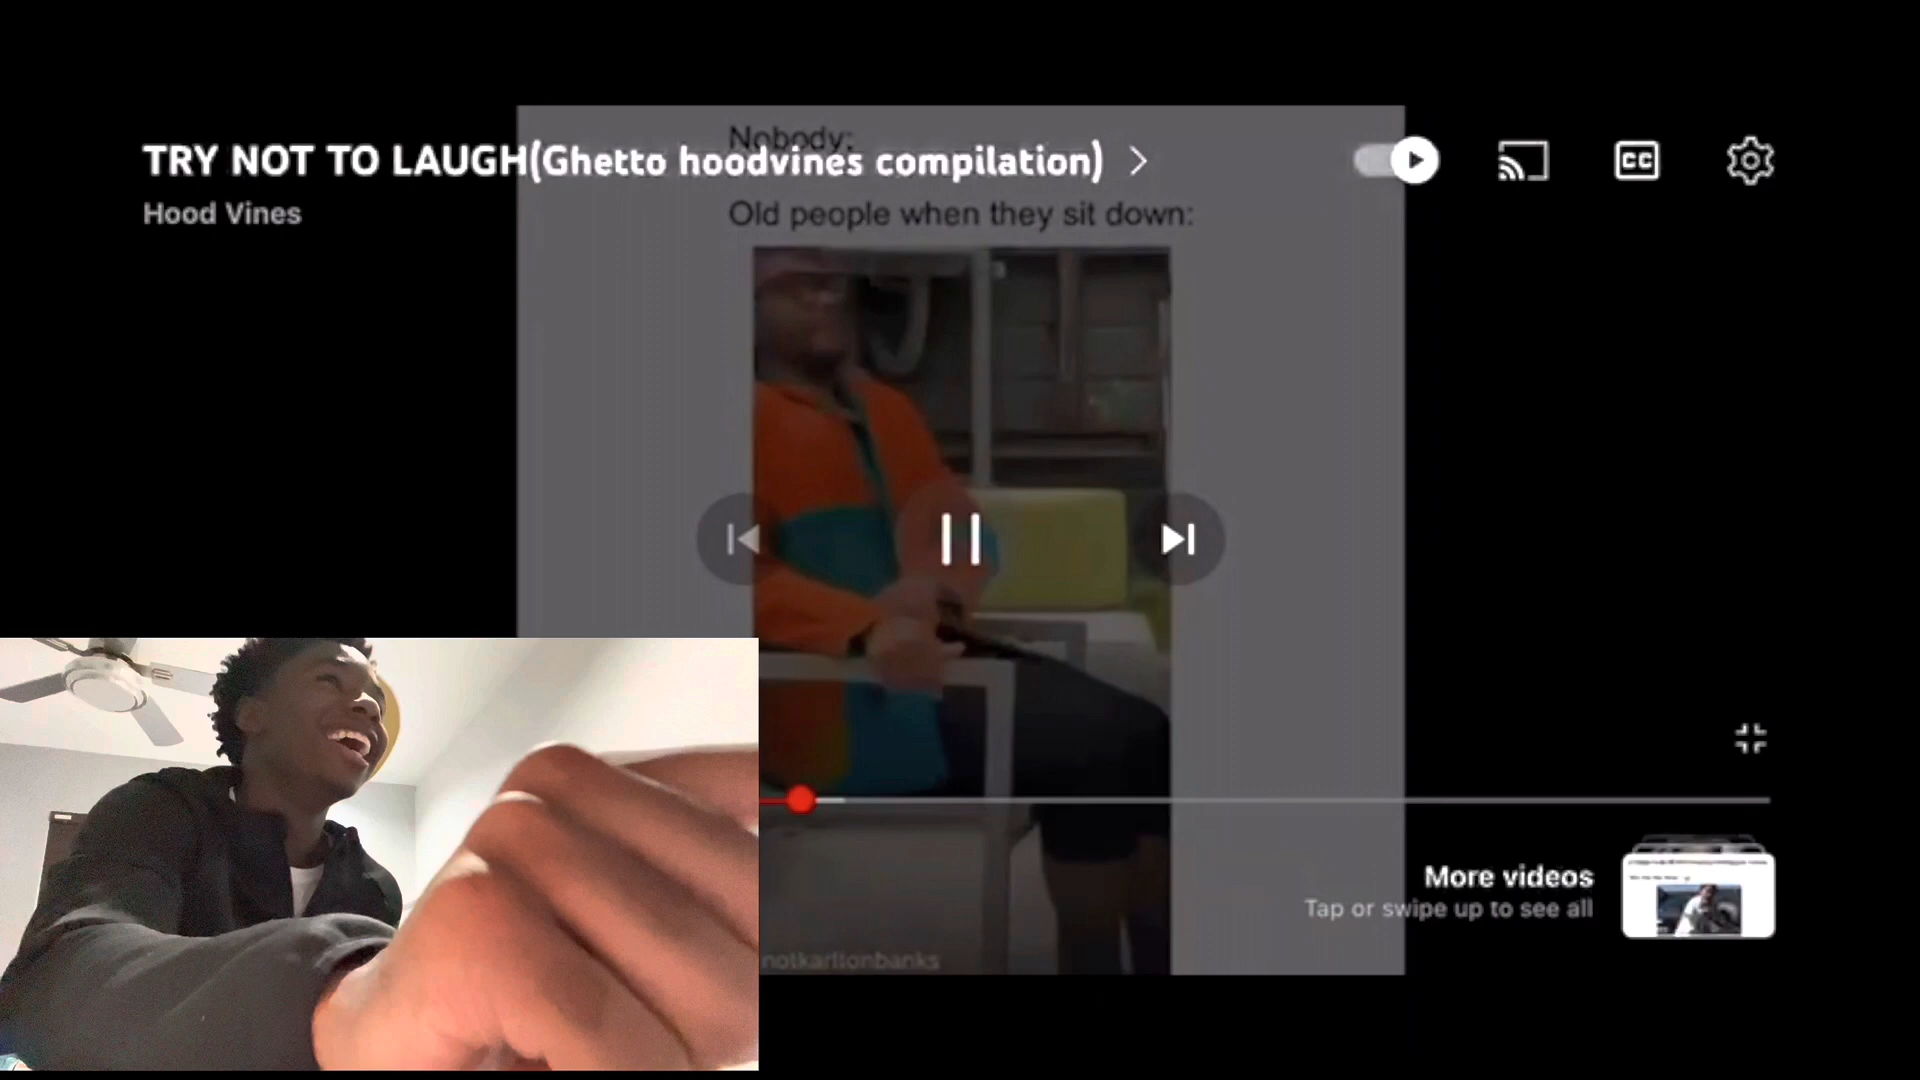 Nobody:
TRY NOT TO LAUGH(Ghetto hoodvines compilation)
CC
Hood Vines
Old people when they sit down:
More videos
Tap or swipe up to see all
notkarltonbanks